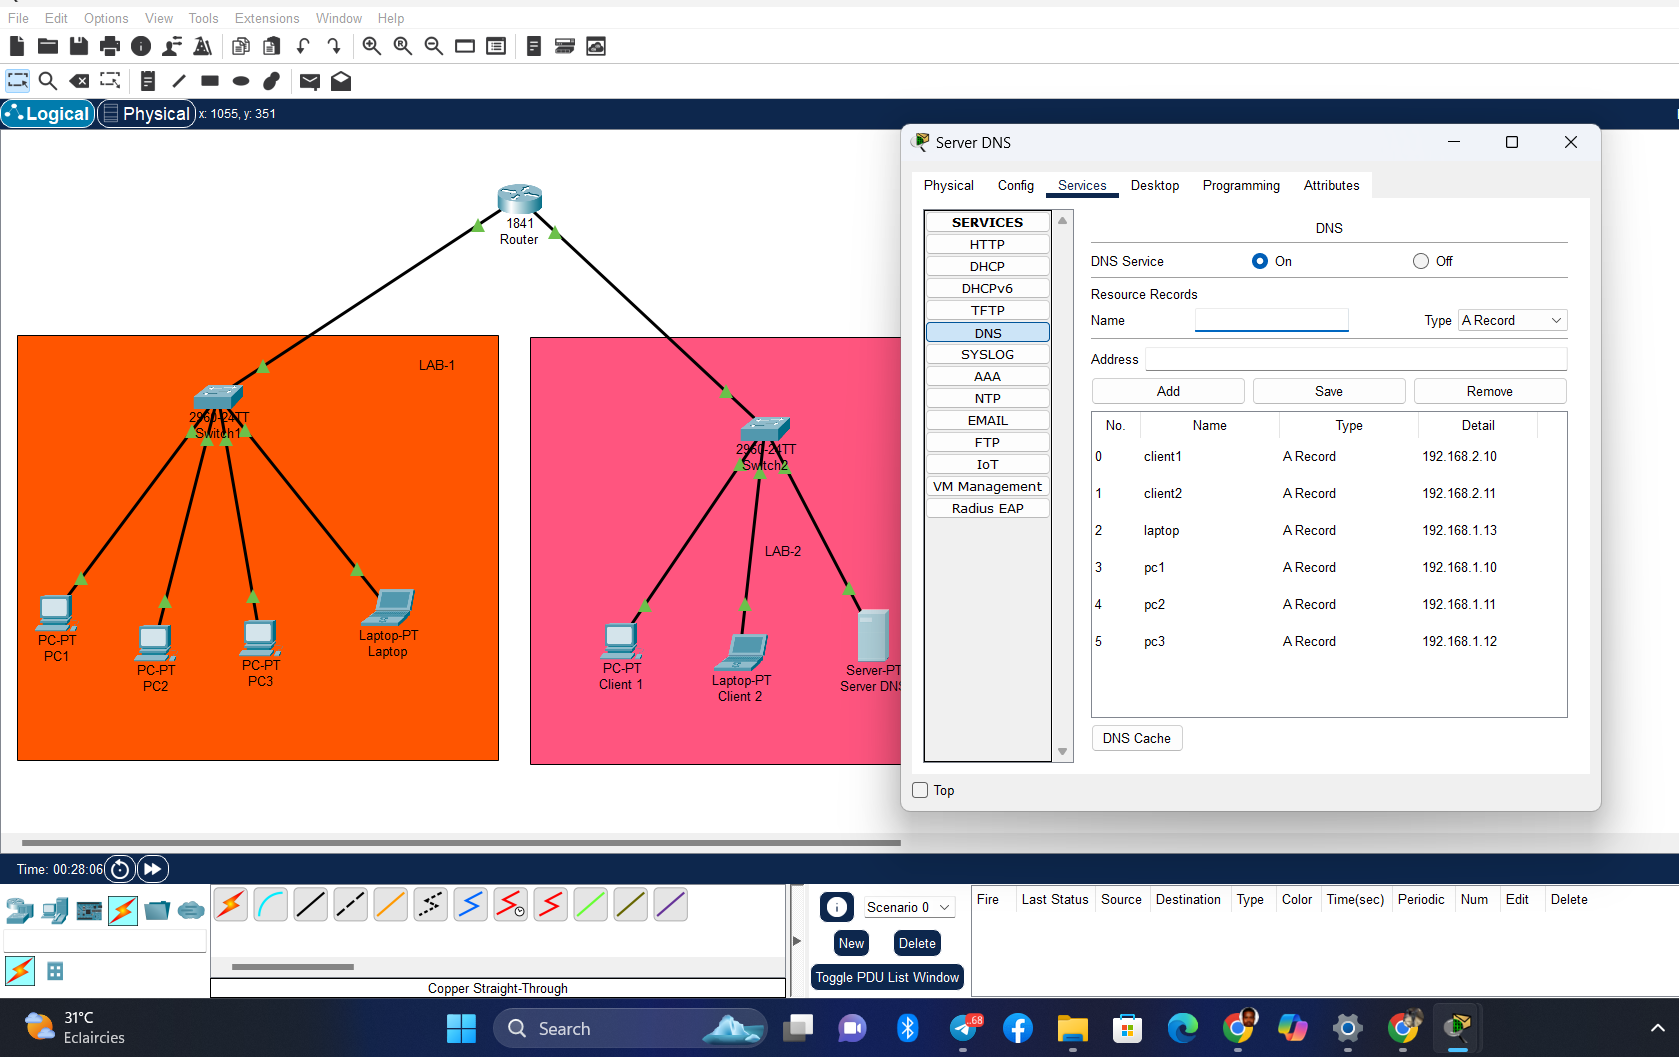 File Edit Options View Tools Extensions Window Help
Logical Physical x: 1055, y: 351
1841
Router
LAB-1
2960-24TT
Switch1
PC-PT
PC1
PC-PT
PC2
PC-PT
PC3
Laptop-PT
Laptop
2960-24TT
Switch2
LAB-2
PC-PT
Client 1
Laptop-PT
Client 2
Server-PT
Server DNS
Server DNS
Physical Config Services Desktop Programming Attributes
SERVICES
HTTP
DHCP
DHCPv6
TFTP
DNS
SYSLOG
AAA
NTP
EMAIL
FTP
IoT
VM Management
Radius EAP
DNS
DNS Service On Off
Resource Records
Name Type A Record
Address
Add Save Remove
No. Name Type Detail
0 client1 A Record 192.168.2.10
1 client2 A Record 192.168.2.11
2 laptop A Record 192.168.1.13
3 pc1 A Record 192.168.1.10
4 pc2 A Record 192.168.1.11
5 pc3 A Record 192.168.1.12
DNS Cache
Top
Time: 00:28:06
Copper Straight-Through
Scenario 0
New Delete
Toggle PDU List Window
Fire Last Status Source Destination Type Color Time(sec) Periodic Num Edit Delete
31°C
Eclaircies
Search
.68